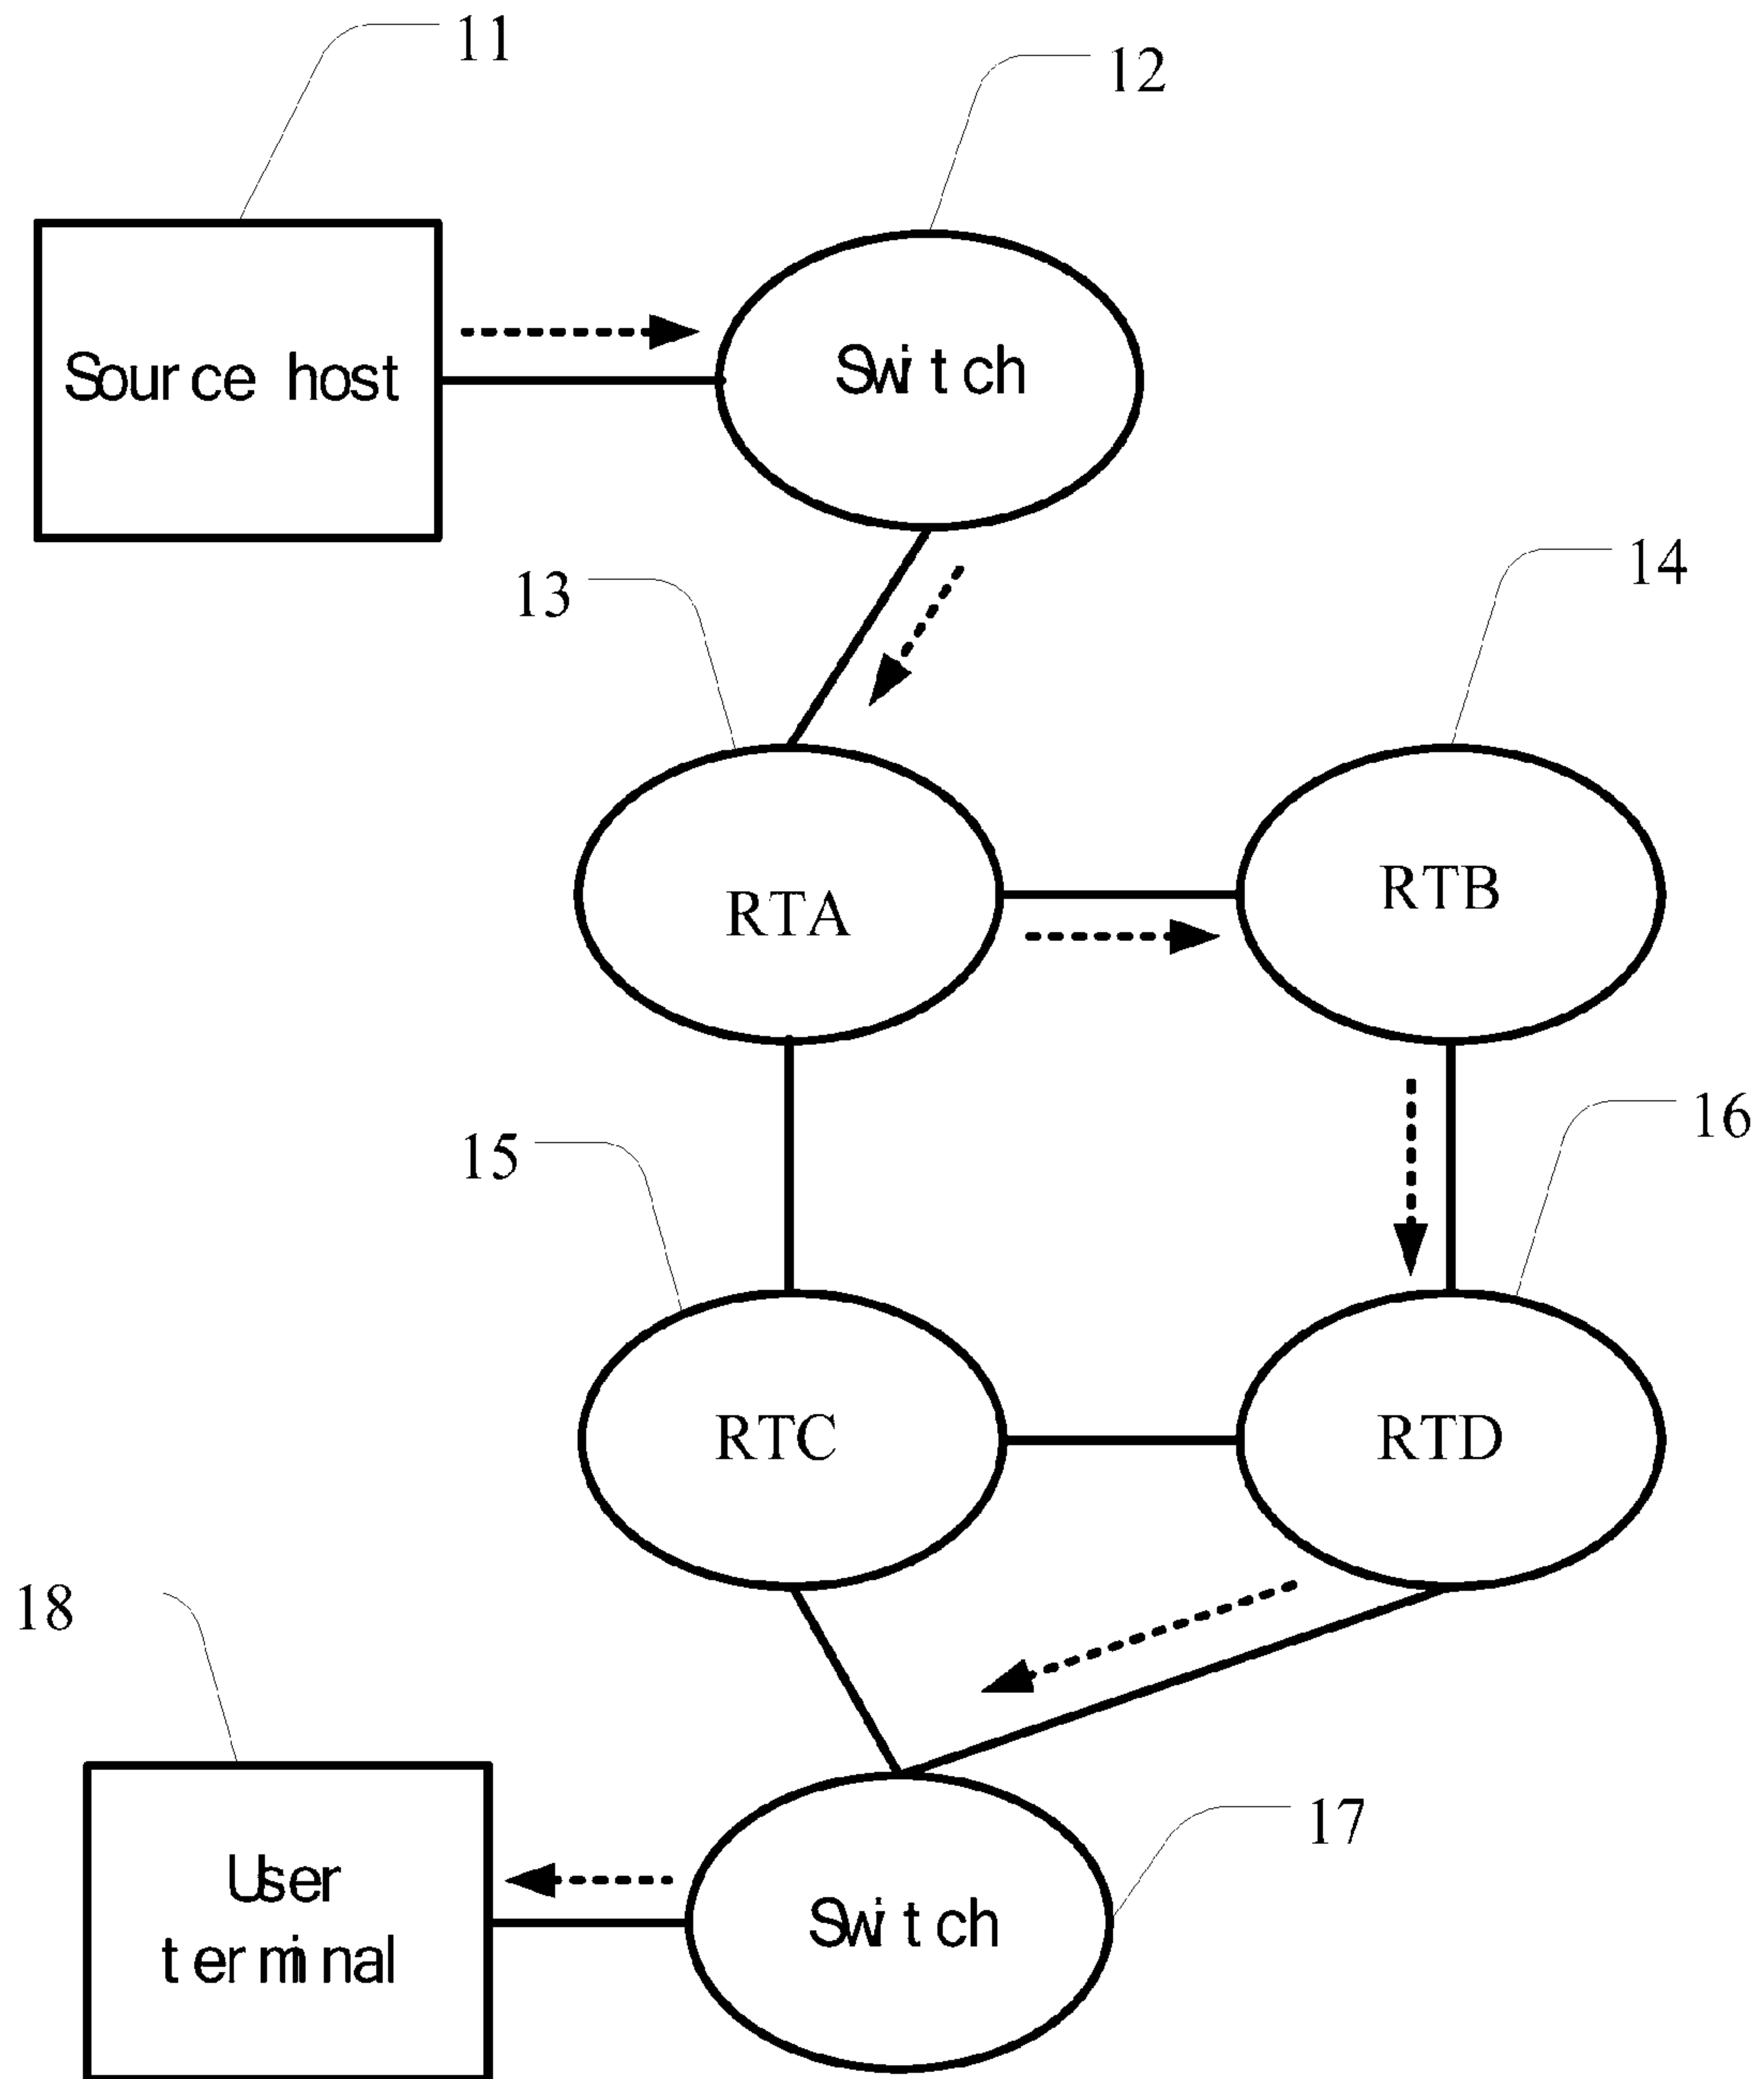 11
12
Source host
Switch
13
14
RTA
RTB
15
16
RTC
RTD
18
17
User
terminal
Switch